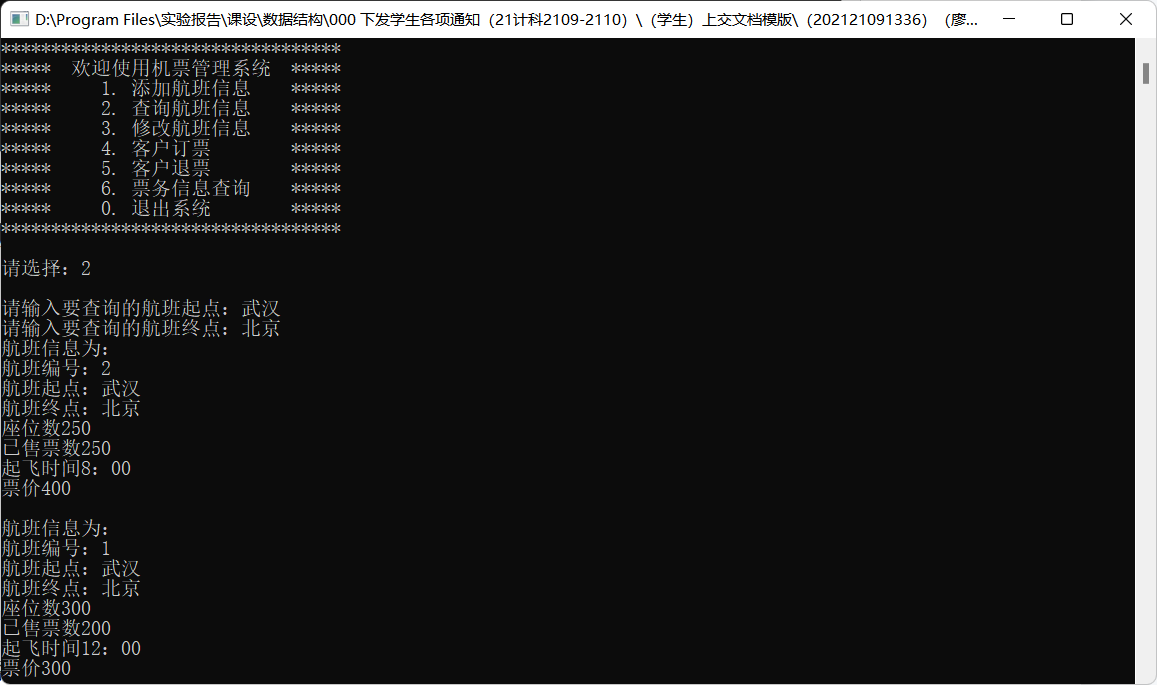 D:\Program Files\实验报告\课设\数据结构\000 下发学生各项通知（21计科2109-2110）\（学生）上交文档模版\（202121091336）（廖...
**********************************
***** 欢迎使用机票管理系统 *****
***** 1. 添加航班信息 *****
***** 2. 查询航班信息 *****
***** 3. 修改航班信息 *****
***** 4. 客户订票 *****
***** 5. 客户退票 *****
***** 6. 票务信息查询 *****
***** 0. 退出系统 *****
**********************************
请选择：2
请输入要查询的航班起点：武汉
请输入要查询的航班终点：北京
航班信息为：
航班编号：2
航班起点：武汉
航班终点：北京
座位数250
已售票数250
起飞时间8：00
票价400
航班信息为：
航班编号：1
航班起点：武汉
航班终点：北京
座位数300
已售票数200
起飞时间12：00
票价300